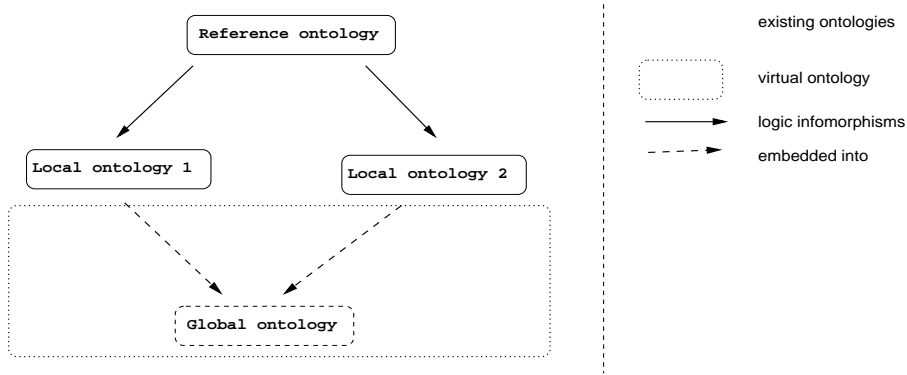 Reference ontology
Local ontology 1
Local ontology 2
Global ontology
existing ontologies
virtual ontology
logic infomorphisms
embedded into